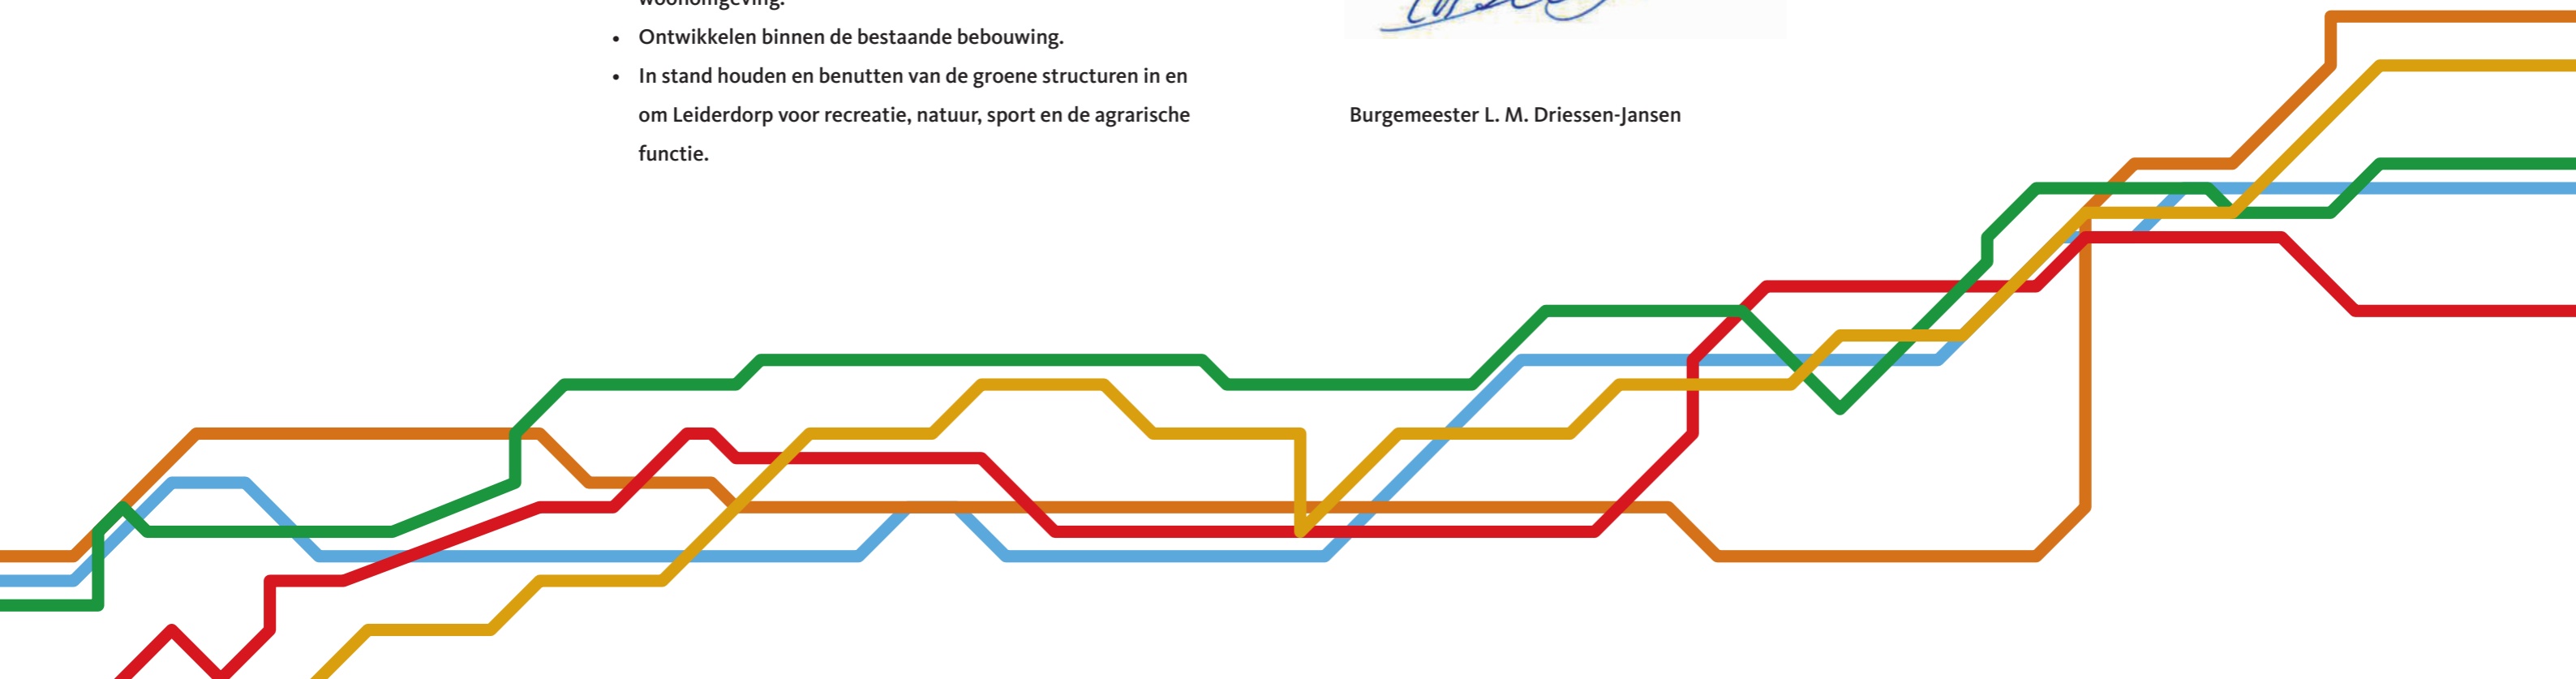 woonomgeving.
• Ontwikkelen binnen de bestaande bebouwing.
• In stand houden en benutten van de groene structuren in en
om Leiderdorp voor recreatie, natuur, sport en de agrarische
functie.
Burgemeester L. M. Driessen-Jansen